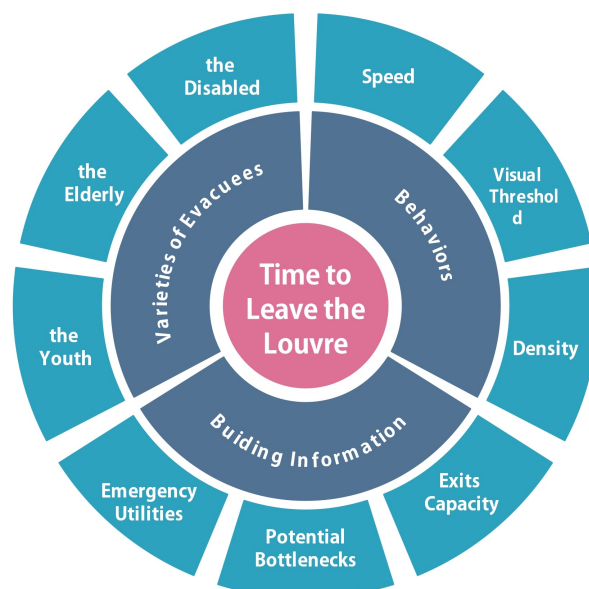 Time to
Leave the
Louvre
Varieties of Evacuees
Behaviors
Buiding Information
the
Disabled
Speed
Visual
Threshol
d
Density
Exits
Capacity
Potential
Bottlenecks
Emergency
Utilities
the
Youth
the
Elderly